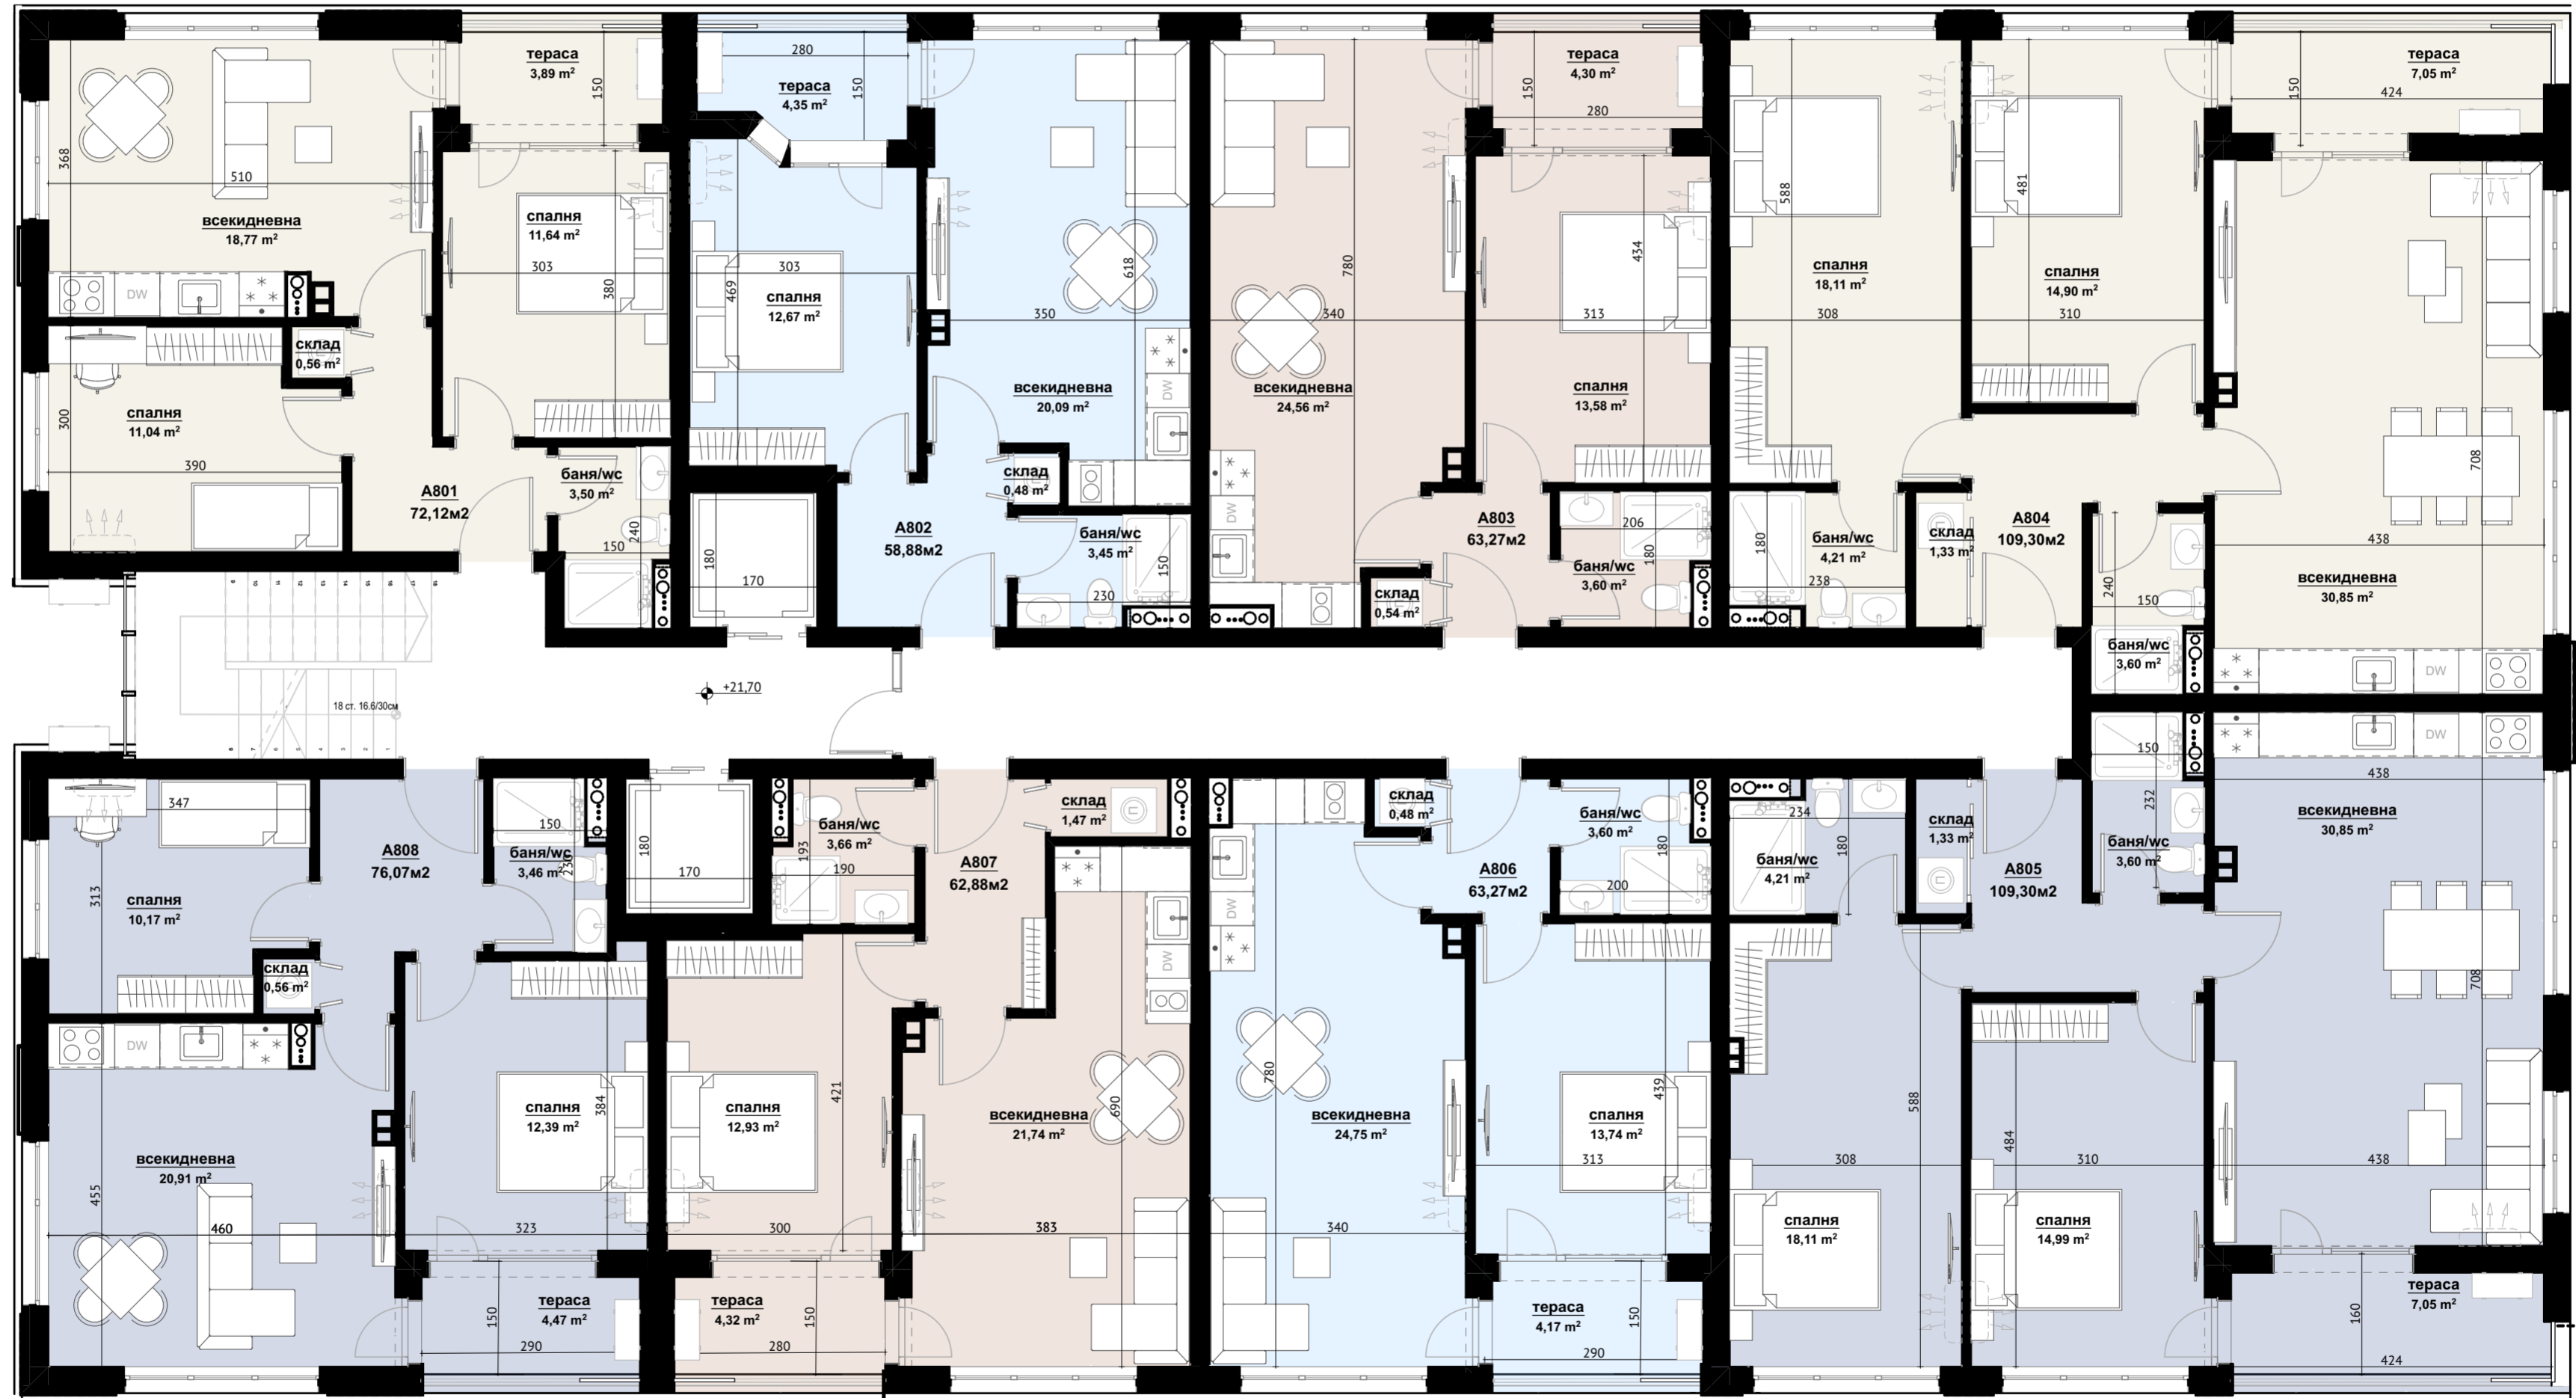 тераса
3,89 m²
150
368
510
всекидневна
18,77 m²
DW
спалня
11,64 m²
303
380
склад
0,56 m²
спалня
11,04 m²
300
390
А801
72,12м2
баня/wc
3,50 m²
240
150
280
тераса
4,35 m²
150
303
469
спалня
12,67 m²
618
350
всекидневна
20,09 m²
DW
склад
0,48 m²
А802
58,88м2
баня/wc
3,45 m²
150
230
180
170
тераса
4,30 m²
150
280
780
340
всекидневна
24,56 m²
DW
434
313
спалня
13,58 m²
А803
63,27м2
206
180
баня/wc
3,60 m²
склад
0,54 m²
588
спалня
18,11 m²
308
481
спалня
14,90 m²
310
тераса
7,05 m²
150
424
708
438
всекидневна
30,85 m²
DW
180
баня/wc
4,21 m²
238
склад
1,33 m²
А804
109,30м2
240
150
баня/wc
3,60 m²
+21,70
18 ст. 16.6/30см
347
313
спалня
10,17 m²
А808
76,07м2
150
баня/wc
3,46 m²
230
склад
0,56 m²
DW
всекидневна
20,91 m²
455
460
спалня
12,39 m²
384
323
тераса
4,47 m²
150
290
180
170
баня/wc
3,66 m²
193
190
А807
62,88м2
склад
1,47 m²
DW
421
спалня
12,93 m²
300
всекидневна
21,74 m²
690
383
тераса
4,32 m²
150
280
склад
0,48 m²
А806
63,27м2
баня/wc
3,60 m²
180
200
DW
780
всекидневна
24,75 m²
340
439
спалня
13,74 m²
313
тераса
4,17 m²
150
290
234
180
баня/wc
4,21 m²
склад
1,33 m²
А805
109,30м2
150
232
баня/wc
3,60 m²
DW
438
всекидневна
30,85 m²
708
438
588
308
спалня
18,11 m²
484
310
спалня
14,99 m²
тераса
7,05 m²
160
424